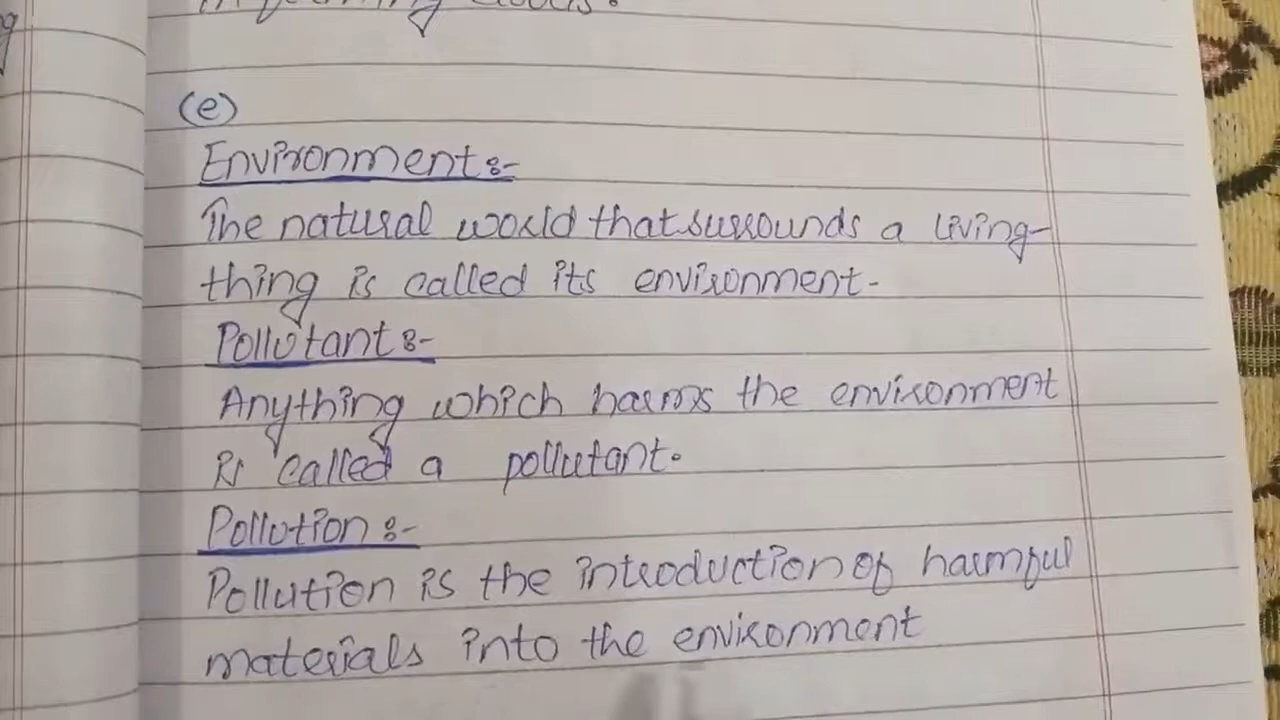 (e)
Environment:-
The natural world that surrounds a living-
thing is called its environment-
Pollutant:-
Anything which harms the environment
is called a pollutant.
Pollution:-
Pollution is the introduction of harmful
materials into the environment